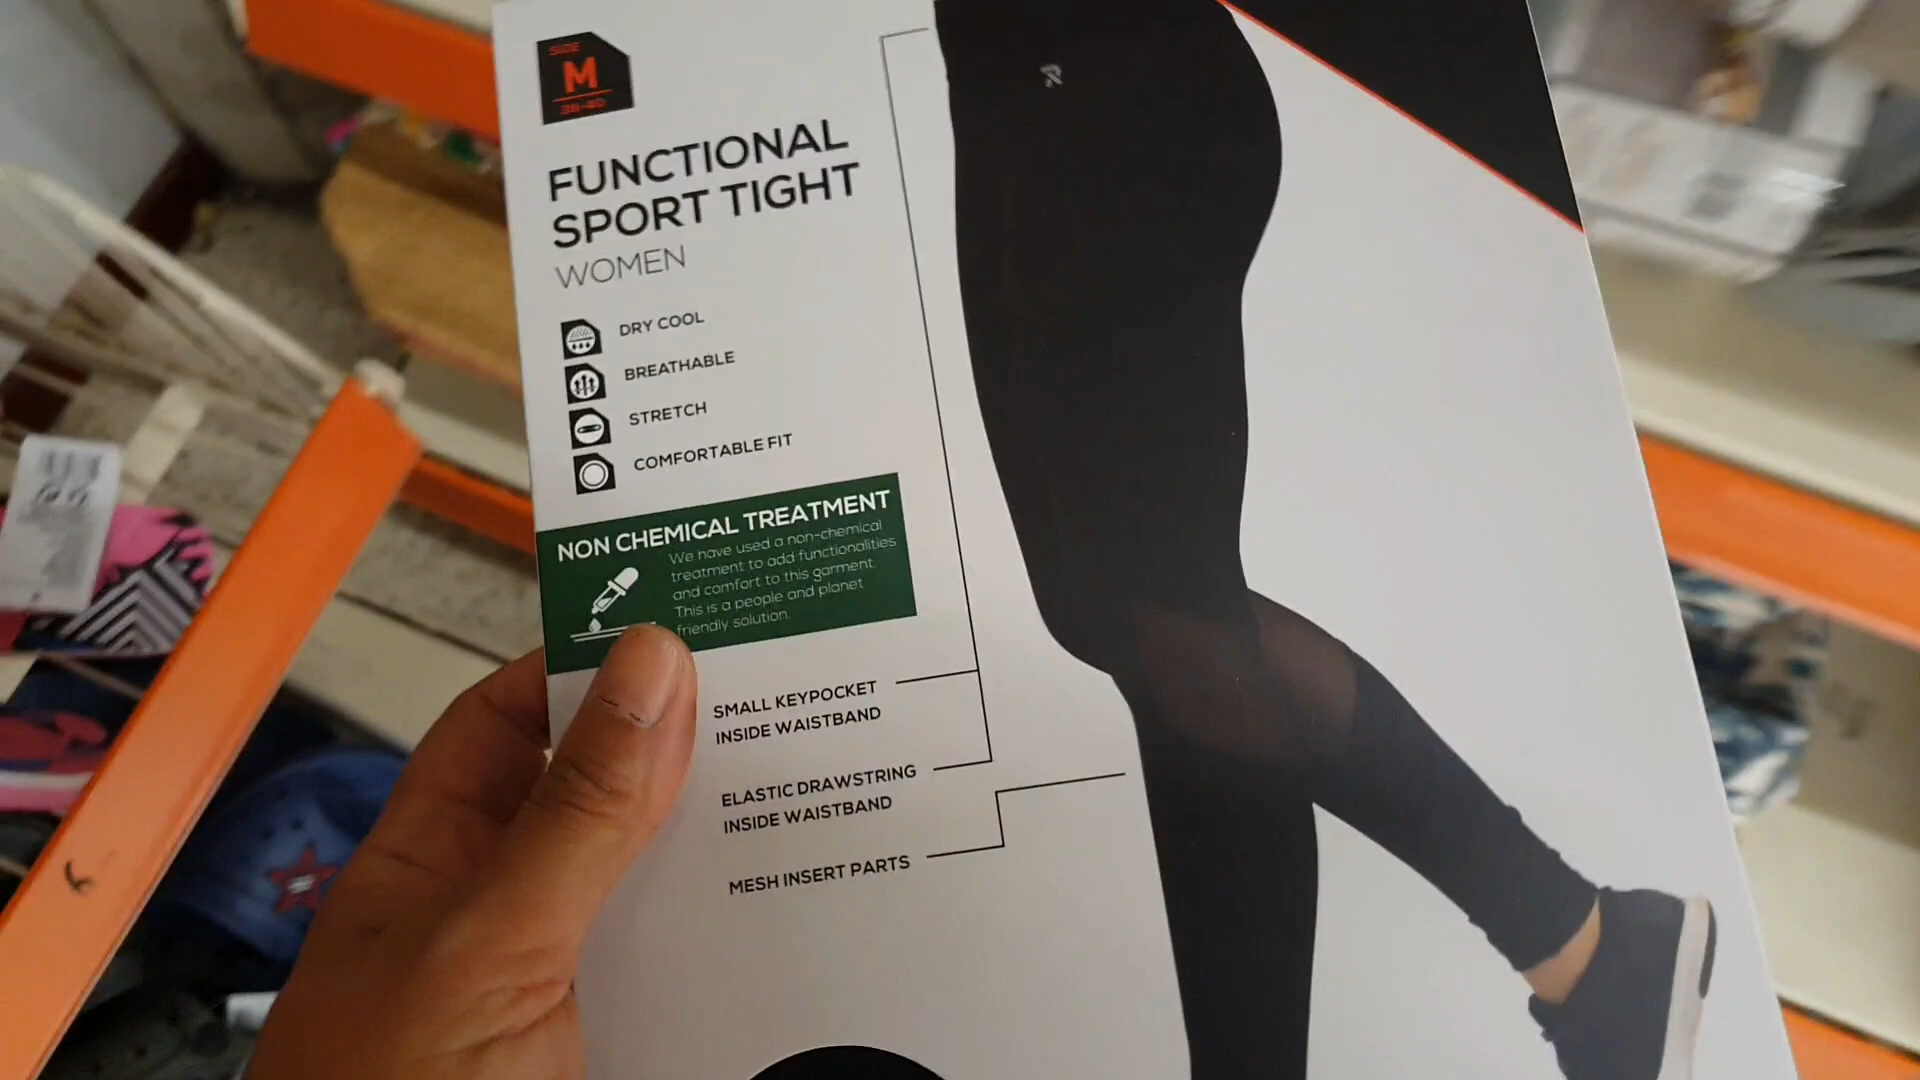 SIZE
M
38-40
FUNCTIONAL
SPORT TIGHT
WOMEN
DRY COOL
BREATHABLE
STRETCH
COMFORTABLE FIT
NON CHEMICAL TREATMENT
We have used a non-chemical
treatment to add functionalities
and comfort to this garment.
This is a people and planet
friendly solution.
SMALL KEYPOCKET
INSIDE WAISTBAND
ELASTIC DRAWSTRING
INSIDE WAISTBAND
MESH INSERT PARTS